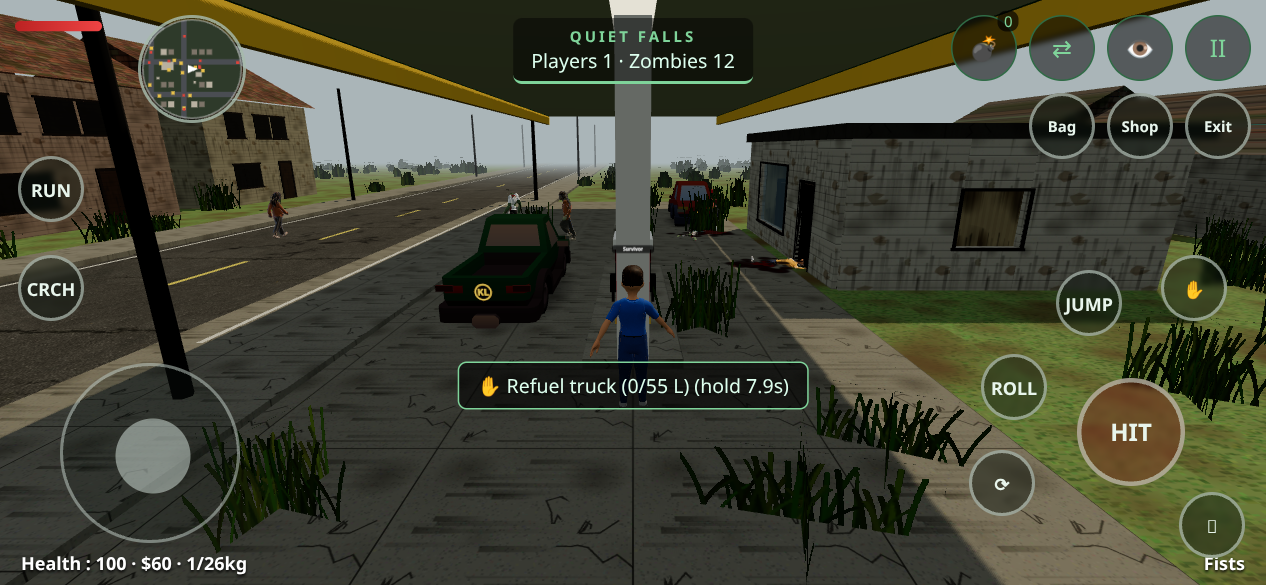 QUIET FALLS
Players 1 · Zombies 12
0
II
Bag
Shop
Exit
RUN
CRCH
Survivor
KL
JUMP
✋ Refuel truck (0/55 L) (hold 7.9s)
ROLL
HIT
Health : 100 · $60 · 1/26kg
Fists